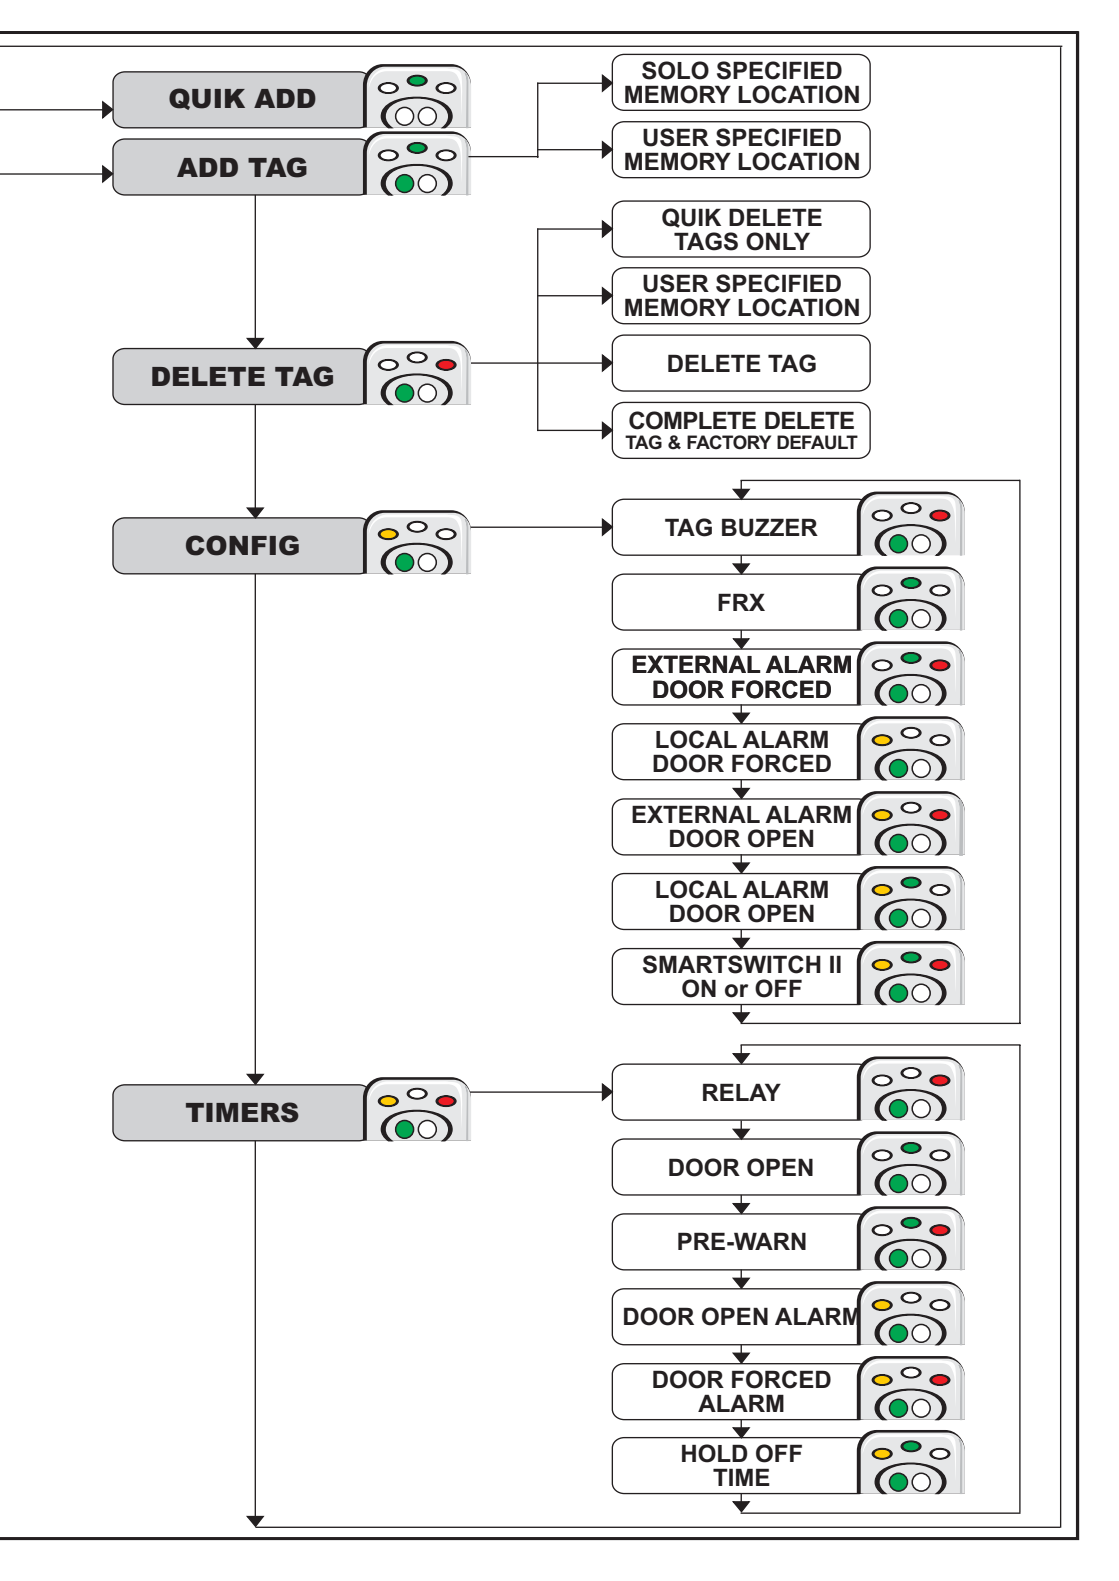 QUIK ADD
ADD TAG
SOLO SPECIFIED
MEMORY LOCATION
USER SPECIFIED
MEMORY LOCATION
DELETE TAG
QUIK DELETE
TAGS ONLY
USER SPECIFIED
MEMORY LOCATION
DELETE TAG
COMPLETE DELETE
TAG & FACTORY DEFAULT
CONFIG
TAG BUZZER
FRX
EXTERNAL ALARM
DOOR FORCED
LOCAL ALARM
DOOR FORCED
EXTERNAL ALARM
DOOR OPEN
LOCAL ALARM
DOOR OPEN
SMARTSWITCH II
ON or OFF
TIMERS
RELAY
DOOR OPEN
PRE-WARN
DOOR OPEN ALARM
DOOR FORCED
ALARM
HOLD OFF
TIME